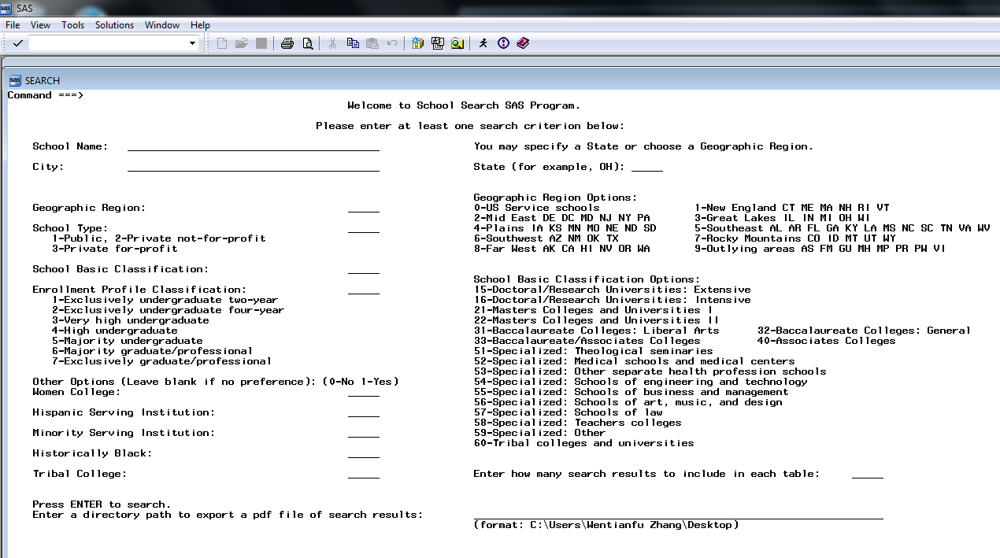 SAS
File View Tools Solutions Window Help
SEARCH
Command ===>
Welcome to School Search SAS Program.
Please enter at least one search criterion below:
School Name: You may specify a State or choose a Geographic Region.
City: State (for example, OH):
Geographic Region Options:
Geographic Region: 0-US Service schools 1-New England CT ME MA NH RI VT
2-Mid East DE DC MD NJ NY PA 3-Great Lakes IL IN MI OH WI
School Type: 4-Plains IA KS MN MO NE ND SD 5-Southeast AL AR FL GA KY LA MS NC SC TN VA WV
1-Public, 2-Private not-for-profit 6-Southwest AZ NM OK TX 7-Rocky Mountains CO ID MT UT WY
3-Private for-profit 8-Far West AK CA HI NV OR WA 9-Outlying areas AS FM GU MH MP PR PW VI
School Basic Classification:
School Basic Classification Options:
Enrollment Profile Classification: 15-Doctoral/Research Universities: Extensive
1-Exclusively undergraduate two-year 16-Doctoral/Research Universities: Intensive
2-Exclusively undergraduate four-year 21-Masters Colleges and Universities I
3-Very high undergraduate 22-Masters Colleges and Universities II
4-High undergraduate 31-Baccalaureate Colleges: Liberal Arts 32-Baccalaureate Colleges: General
5-Majority undergraduate 33-Baccalaureate/Associates Colleges 40-Associates Colleges
6-Majority graduate/professional 51-Specialized: Theological seminaries
7-Exclusively graduate/professional 52-Specialized: Medical schools and medical centers
53-Specialized: Other separate health profession schools
Other Options (Leave blank if no preference): (0-No 1-Yes) 54-Specialized: Schools of engineering and technology
Women College: 55-Specialized: Schools of business and management
56-Specialized: Schools of art, music, and design
Hispanic Serving Institution: 57-Specialized: Schools of law
58-Specialized: Teachers colleges
Minority Serving Institution: 59-Specialized: Other
60-Tribal colleges and universities
Historically Black:
Tribal College: Enter how many search results to include in each table:
Press ENTER to search.
Enter a directory path to export a pdf file of search results:
(format: C:\Users\Wentianfu Zhang\Desktop)